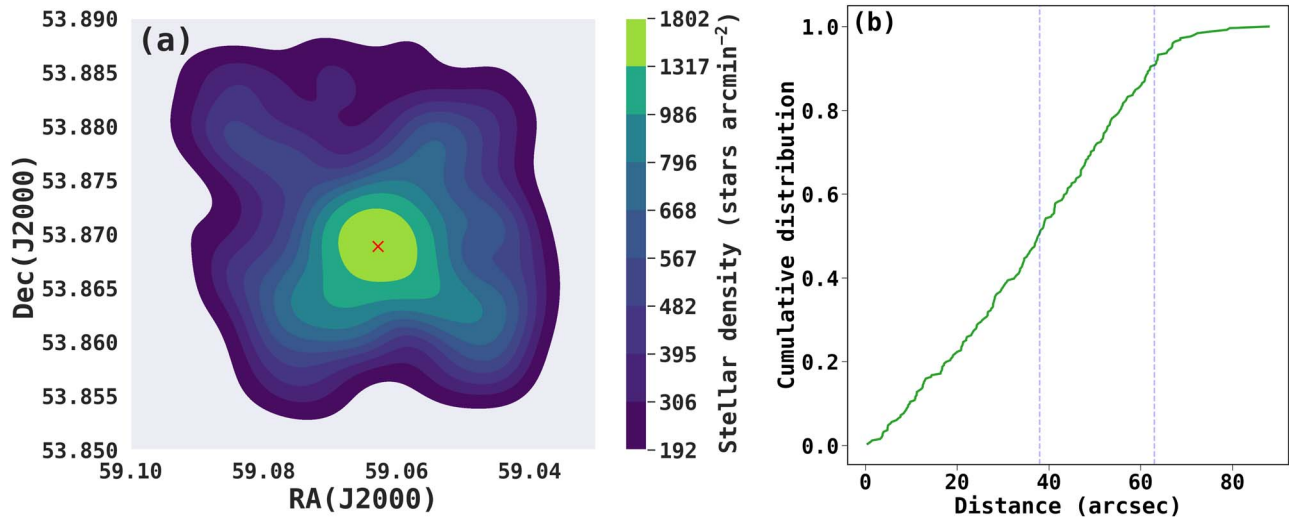 (a)
53.890
53.885
53.880
53.875
53.870
53.865
53.860
53.855
53.850
Dec(J2000)
59.10 59.08 59.06 59.04
RA(J2000)
1802
1317
986
796
668
567
482
395
306
192
Stellar density (stars arcmin⁻²)
(b)
1.0
0.8
0.6
0.4
0.2
0.0
Cumulative distribution
0 20 40 60 80
Distance (arcsec)